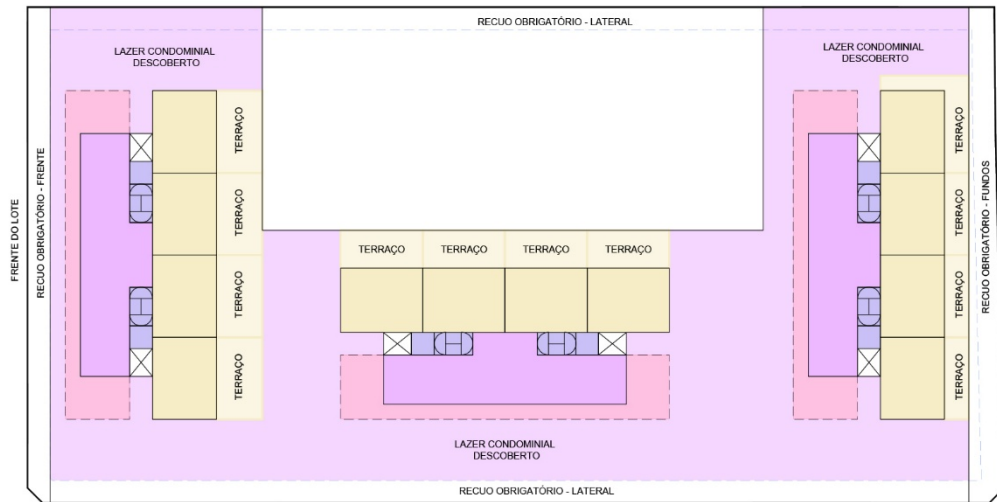 RECUO OBRIGATÓRIO - LATERAL
LAZER CONDOMINIAL
DESCOBERTO
LAZER CONDOMINIAL
DESCOBERTO
FRENTE DO LOTE
RECUO OBRIGATÓRIO - FRENTE
TERRAÇO
TERRAÇO
TERRAÇO
TERRAÇO
TERRAÇO
TERRAÇO
TERRAÇO
TERRAÇO
TERRAÇO
TERRAÇO
TERRAÇO
TERRAÇO
RECUO OBRIGATÓRIO - FUNDOS
LAZER CONDOMINIAL
DESCOBERTO
RECUO OBRIGATÓRIO - LATERAL